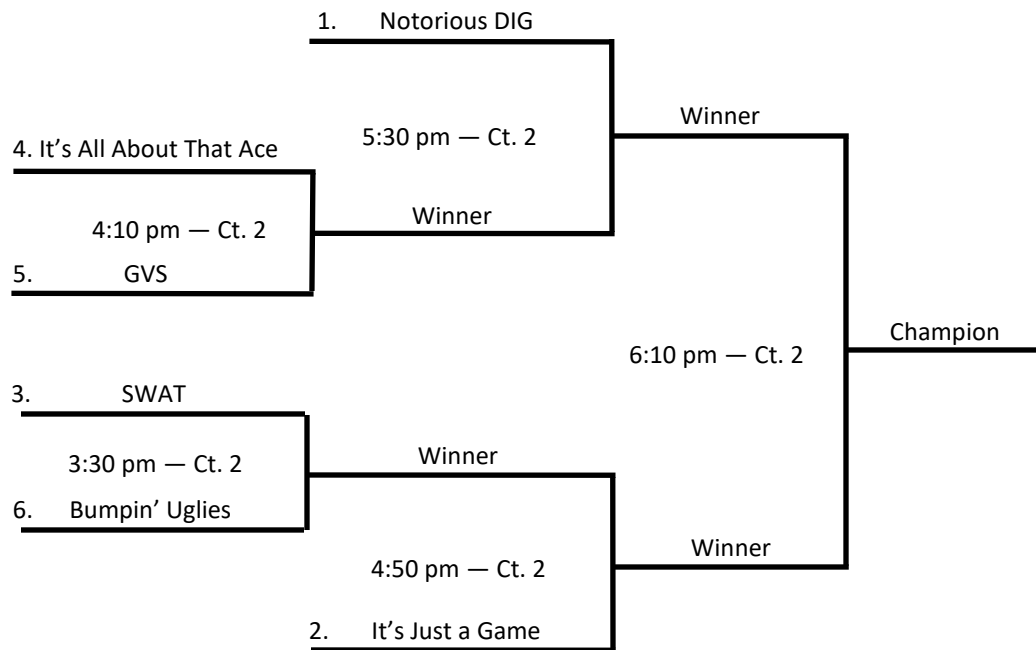 1. Notorious DIG
Winner
5:30 pm — Ct. 2
4. It’s All About That Ace
Winner
4:10 pm — Ct. 2
5. GVS
Champion
6:10 pm — Ct. 2
3. SWAT
Winner
3:30 pm — Ct. 2
6. Bumpin’ Uglies
Winner
4:50 pm — Ct. 2
2. It’s Just a Game